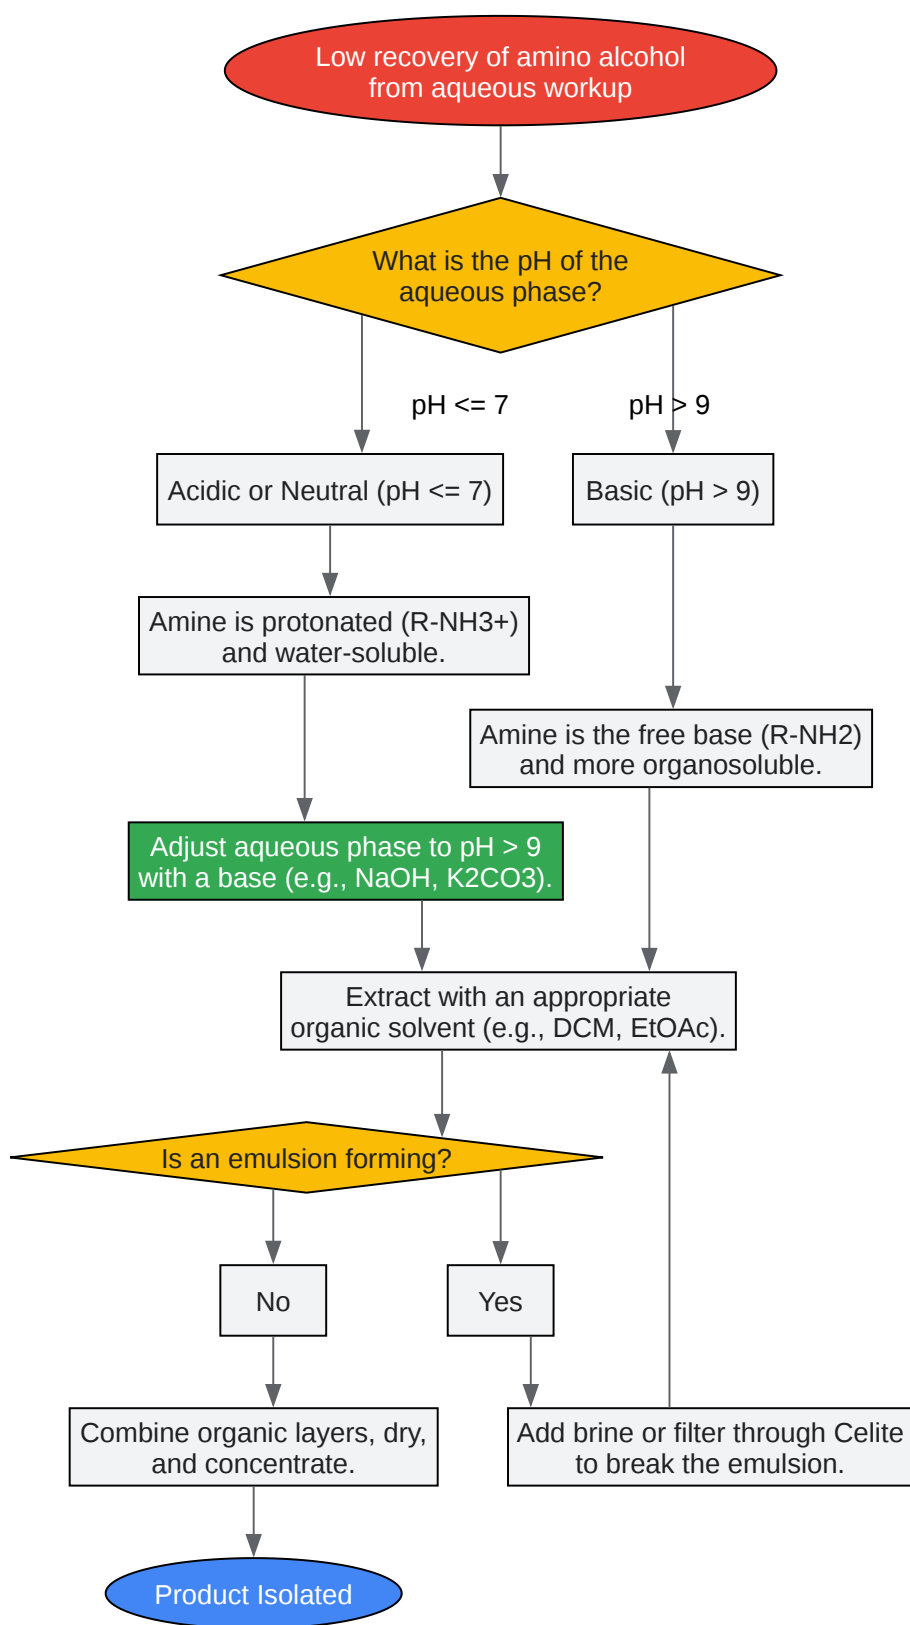 Low recovery of amino alcohol
from aqueous workup
What is the pH of the
aqueous phase?
pH <= 7
pH > 9
Acidic or Neutral (pH <= 7)
Basic (pH > 9)
Amine is protonated (R-NH3+)
and water-soluble.
Amine is the free base (R-NH2)
and more organosoluble.
Adjust aqueous phase to pH > 9
with a base (e.g., NaOH, K2CO3).
Extract with an appropriate
organic solvent (e.g., DCM, EtOAc).
Is an emulsion forming?
No
Yes
Combine organic layers, dry,
and concentrate.
Add brine or filter through Celite
to break the emulsion.
Product Isolated